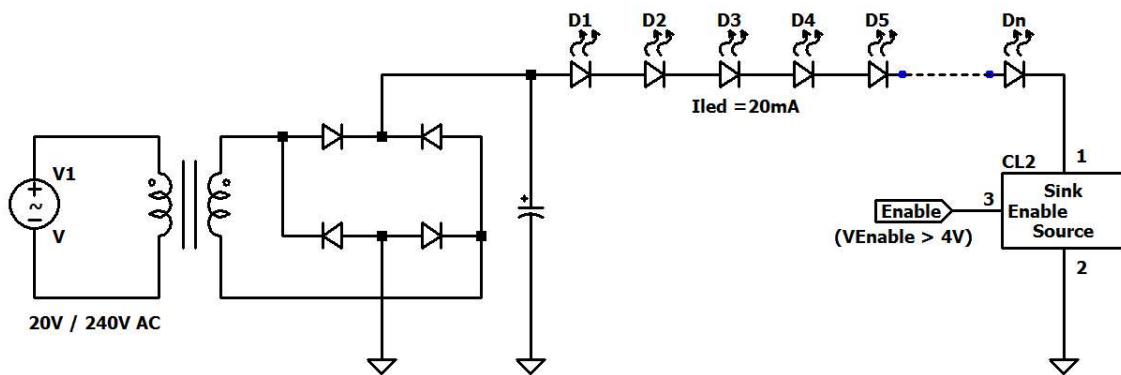 D1 D2 D3 D4 D5 Dn
Iled =20mA
V1
+
~
−
V
20V / 240V AC
+
CL2
1
Sink
3
Enable
Enable
Source
(VEnable > 4V)
2